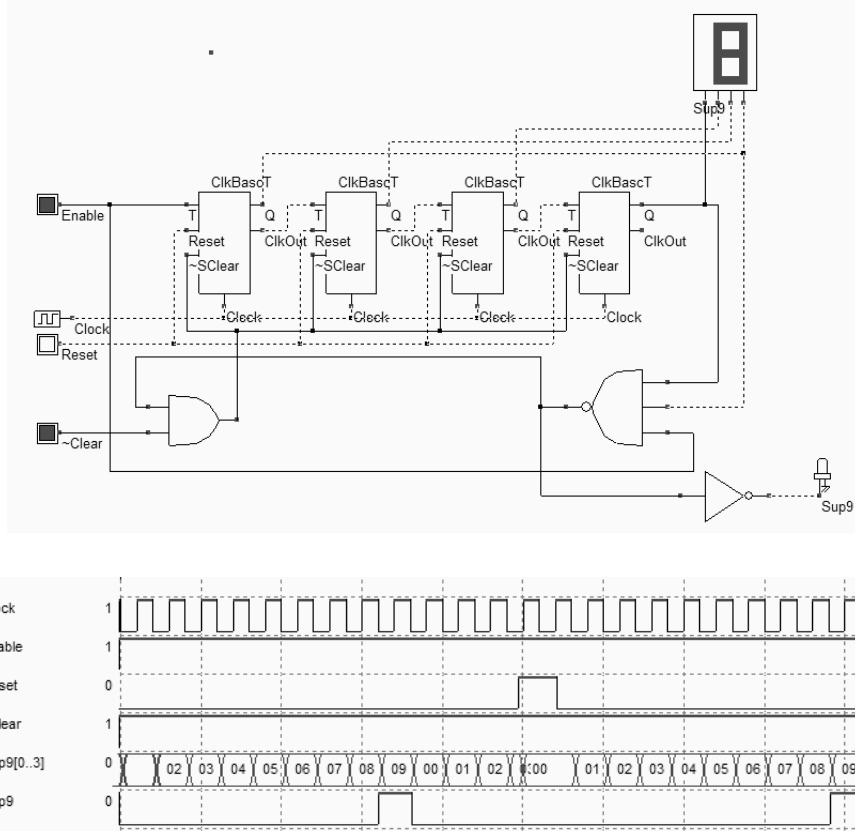 8
Sup9
ClkBascT ClkBascT ClkBascT ClkBascT
Enable
T Q T Q T Q T Q
Reset ClkOut Reset ClkOut Reset ClkOut Reset ClkOut
~SClear ~SClear ~SClear ~SClear
Clock Clock Clock Clock Clock
Reset
~Clear
Sup9
ck 1
able 1
set 0
lear 1
p9[0..3] 0 02 03 04 05 06 07 08 09 00 01 02 00 01 02 03 04 05 06 07 08 09
p9 0